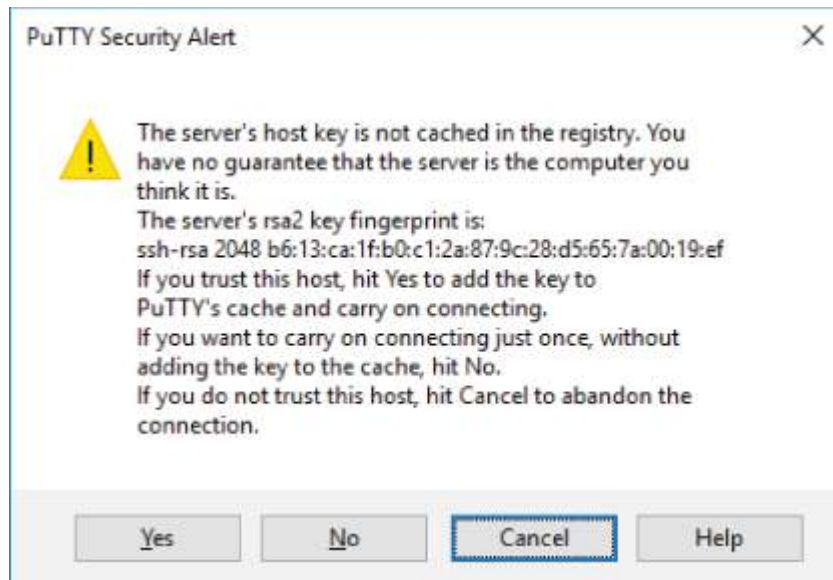 PuTTY Security Alert
The server's host key is not cached in the registry. You
have no guarantee that the server is the computer you
think it is.
The server's rsa2 key fingerprint is:
ssh-rsa 2048 b6:13:ca:1f:b0:c1:2a:87:9c:28:d5:65:7a:00:19:ef
If you trust this host, hit Yes to add the key to
PuTTY's cache and carry on connecting.
If you want to carry on connecting just once, without
adding the key to the cache, hit No.
If you do not trust this host, hit Cancel to abandon the
connection.
Yes No Cancel Help